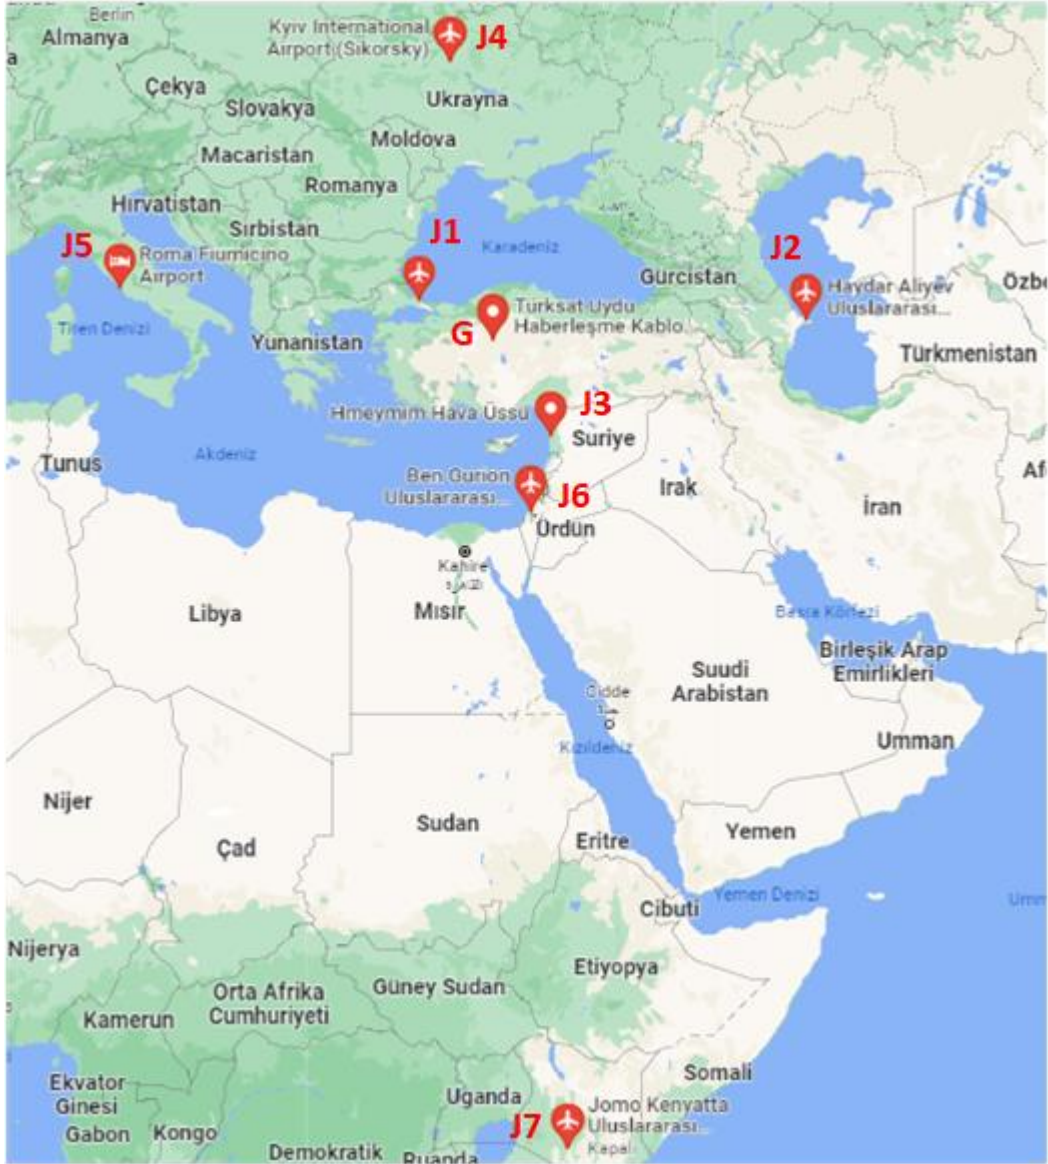 Berlin
Almanya
Kyiv International
Airport (Sikorsky)
J4
Çekya
Slovakya
Ukrayna
Moldova
Macaristan
Romanya
Hırvatistan
Sırbistan
J5
Roma Fiumicino
Airport
J1
Karadeniz
Gürcistan
J2
Haydar Aliyev
Uluslararası...
Özb
Tiren Denizi
Yunanistan
G
Türksat Uydu
Haberleşme Kablo...
Türkmenistan
Hmeymim Hava Üssü
J3
Suriye
Tunus
Akdeniz
Ben Gurion
Uluslararası...
J6
Irak
İran
Af
Ürdün
Kahire
Libya
Mısır
Basra Körfezi
Birleşik Arap
Emirlikleri
Suudi
Arabistan
Cidde
Kızıldeniz
Umman
Nijer
Çad
Sudan
Eritre
Yemen
Yemen Denizi
Umm
Cibuti
Nijerya
Etiyopya
Güney Sudan
Orta Afrika
Cumhuriyeti
Kamerun
Somali
Ekvator
Ginesi
Uganda
J7
Jomo Kenyatta
Uluslararası...
Kapalı
Gabon
Kongo
Demokratik
Ruanda